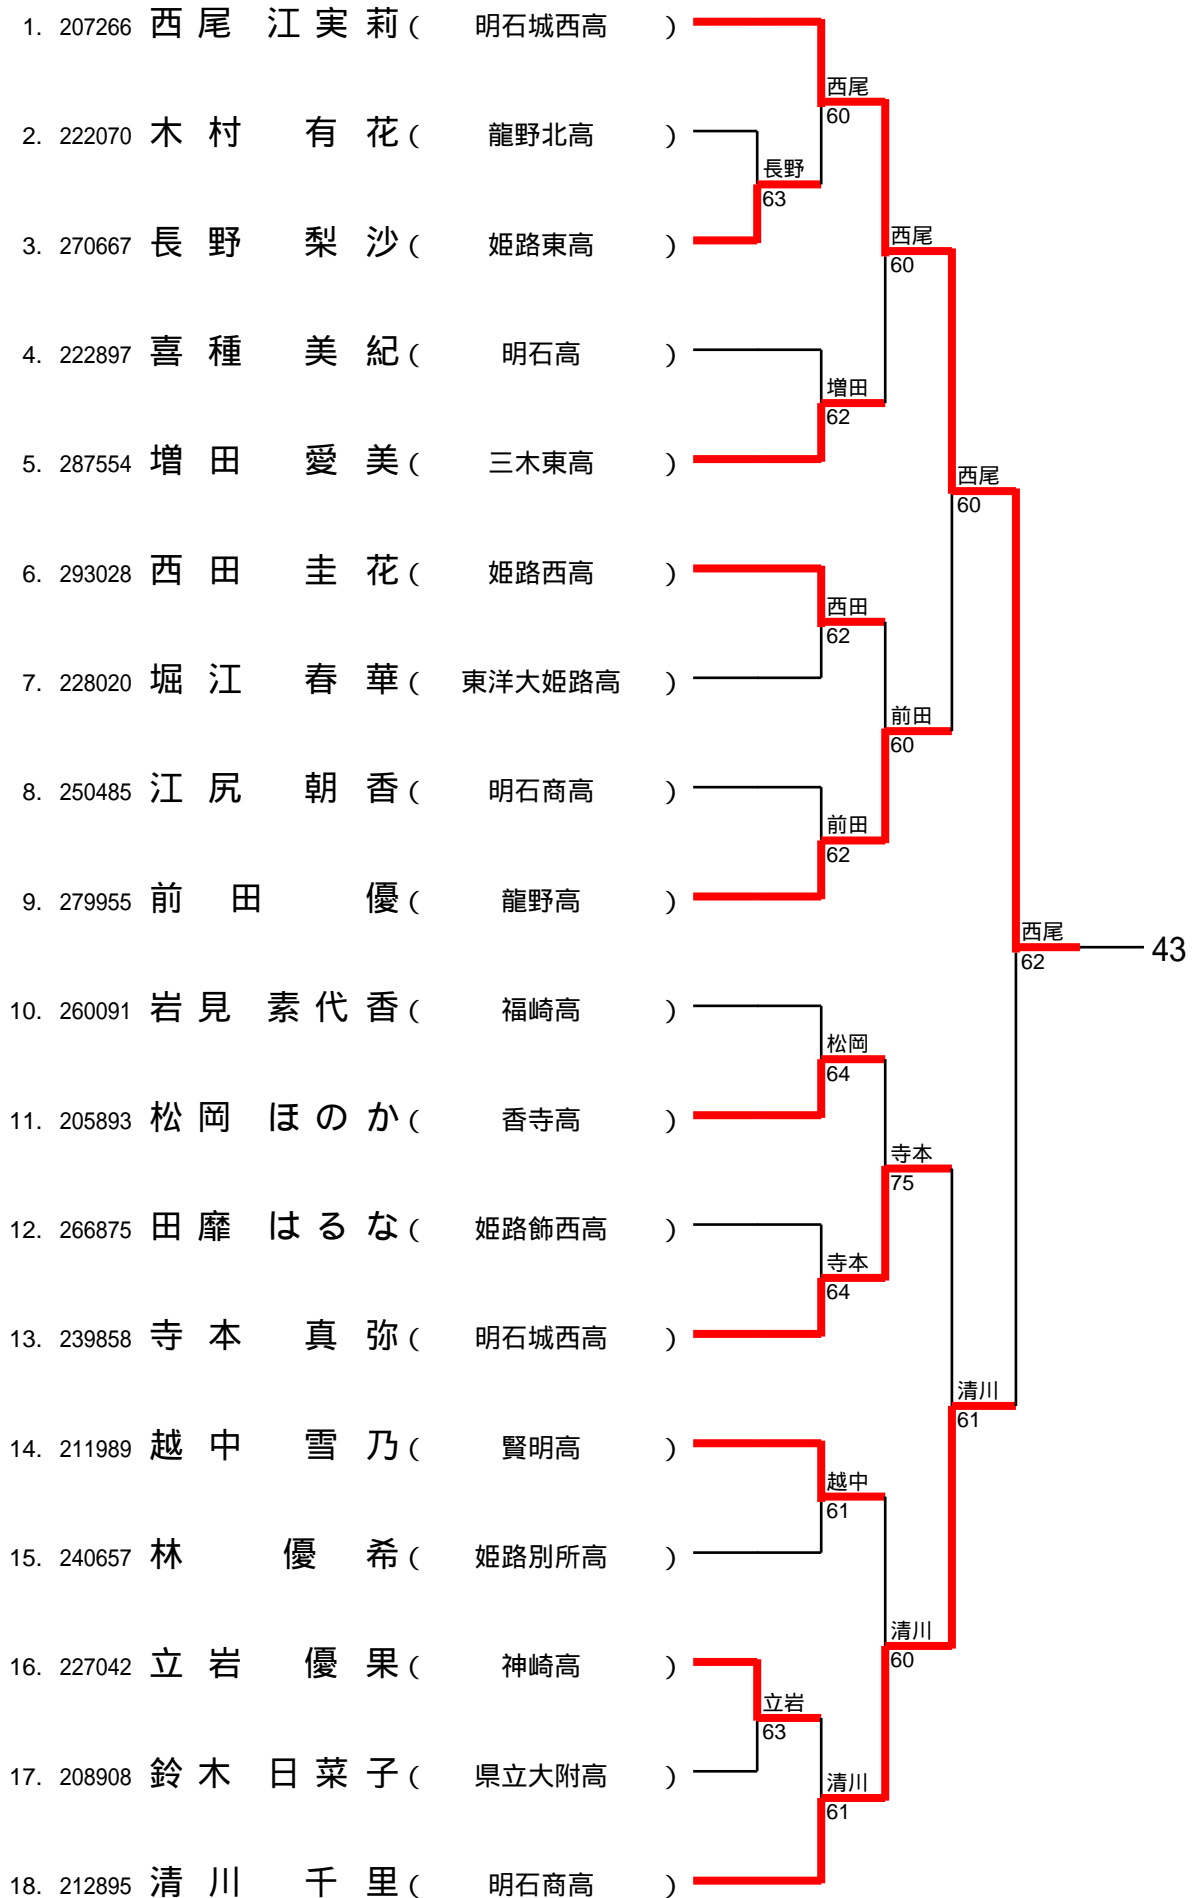 1. 207266 西尾 江実莉 ( 明石城西高 )
西尾
60
2. 222070 木村 有花 ( 龍野北高 )
長野
63
3. 270667 長野 梨沙 ( 姫路東高 )
西尾
60
4. 222897 喜種 美紀 ( 明石高 )
増田
62
5. 287554 増田 愛美 ( 三木東高 )
西尾
60
6. 293028 西田 圭花 ( 姫路西高 )
西田
62
7. 228020 堀江 春華 ( 東洋大姫路高 )
前田
60
8. 250485 江尻 朝香 ( 明石商高 )
前田
62
9. 279955 前田 優 ( 龍野高 )
西尾
62
43
10. 260091 岩見 素代香 ( 福崎高 )
松岡
64
11. 205893 松岡 ほのか ( 香寺高 )
寺本
75
12. 266875 田靡 はるな ( 姫路飾西高 )
寺本
64
13. 239858 寺本 真弥 ( 明石城西高 )
清川
61
14. 211989 越中 雪乃 ( 賢明高 )
越中
61
15. 240657 林 優希 ( 姫路別所高 )
清川
60
16. 227042 立岩 優果 ( 神崎高 )
立岩
63
17. 208908 鈴木 日菜子 ( 県立大附高 )
清川
61
18. 212895 清川 千里 ( 明石商高 )